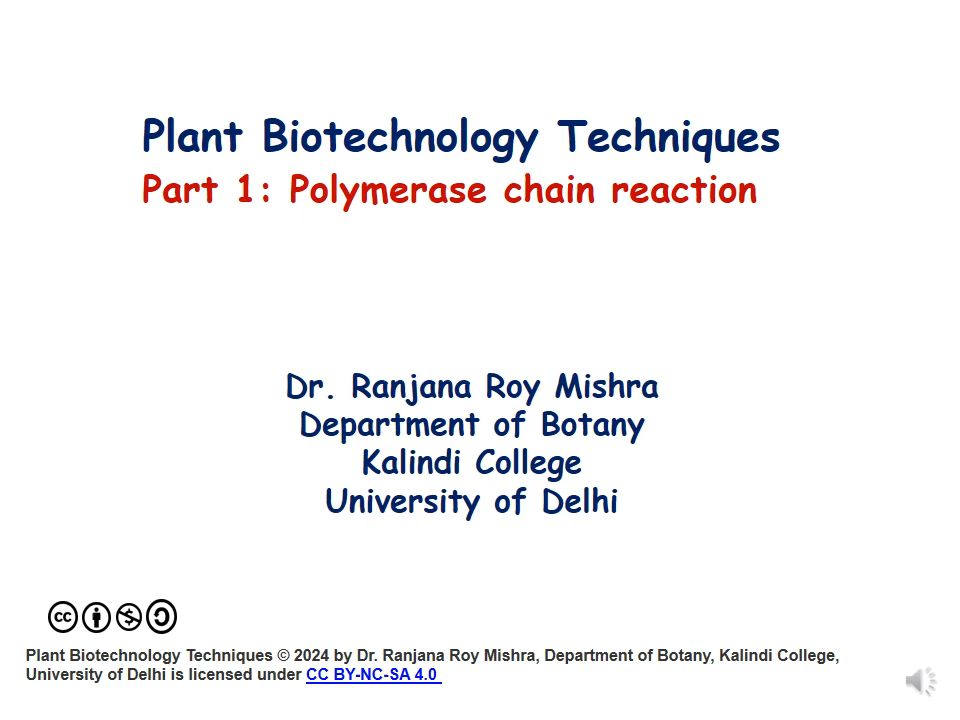 Plant Biotechnology Techniques
Part 1: Polymerase chain reaction
Dr. Ranjana Roy Mishra
Department of Botany
Kalindi College
University of Delhi
cc
Plant Biotechnology Techniques © 2024 by Dr. Ranjana Roy Mishra, Department of Botany, Kalindi College,
University of Delhi is licensed under CC BY-NC-SA 4.0